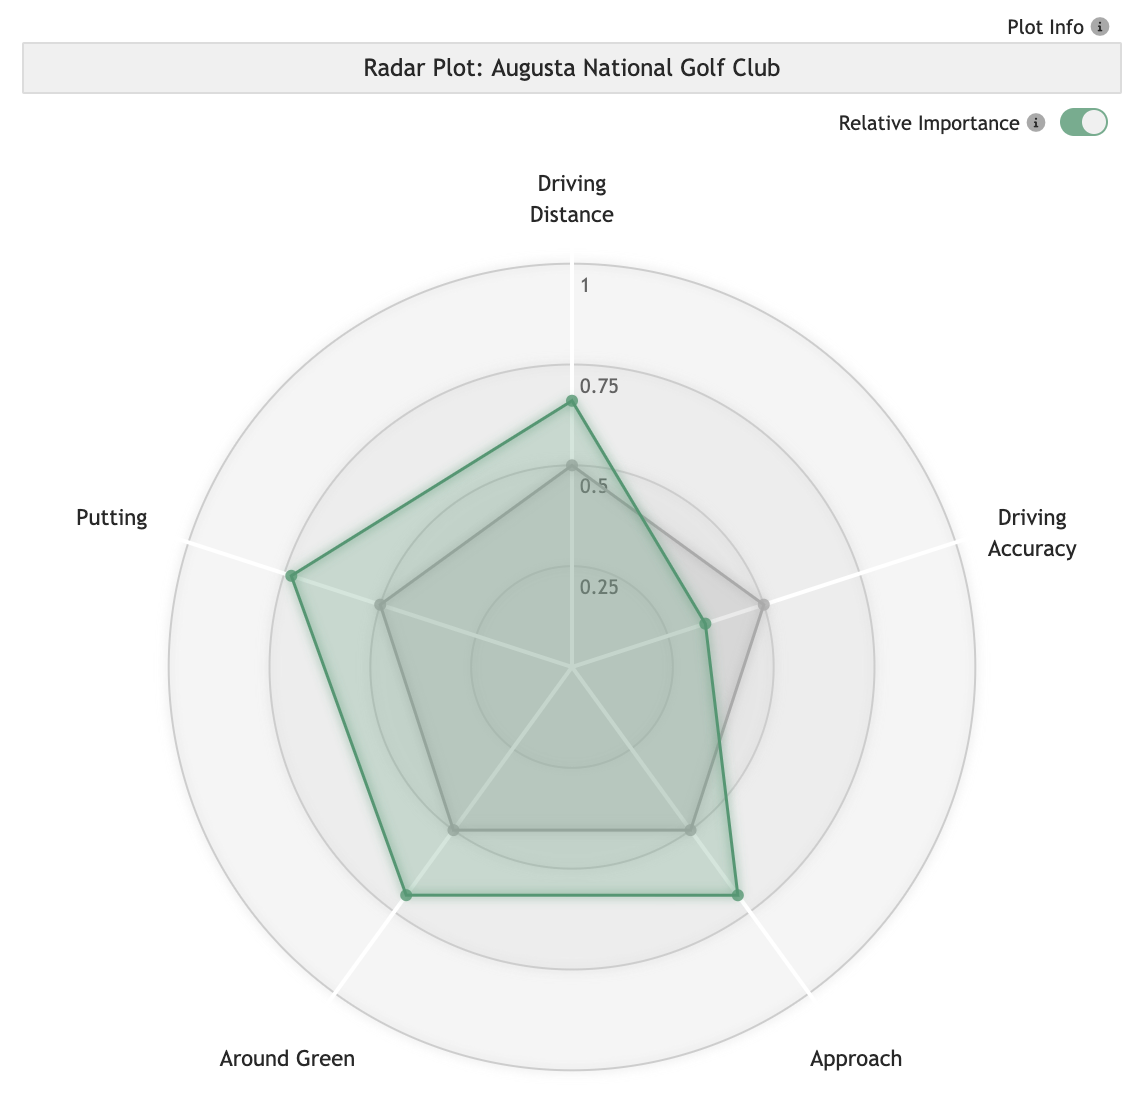 Plot Info
Radar Plot: Augusta National Golf Club
Relative Importance
Driving
Distance
1
0.75
0.5
0.25
Putting
Driving
Accuracy
Around Green
Approach